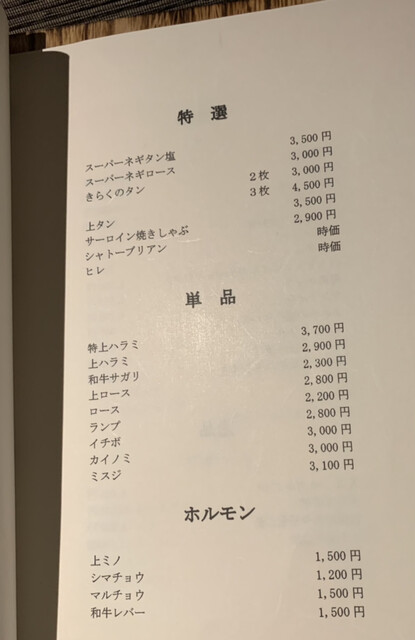 特 選
スーパーネギタン塩 3,500円
スーパーネギロース 3,000円
きらくのタン 2枚 3,000円
3枚 4,500円
上タン 3,500円
サーロイン焼きしゃぶ 2,900円
シャトーブリアン 時価
ヒレ 時価
単 品
特上ハラミ 3,700円
上ハラミ 2,900円
和牛サガリ 2,300円
上ロース 2,800円
ロース 2,200円
ランプ 2,800円
イチボ 3,000円
カイノミ 3,000円
ミスジ 3,100円
ホルモン
上ミノ 1,500円
シマチョウ 1,200円
マルチョウ 1,500円
和牛レバー 1,500円